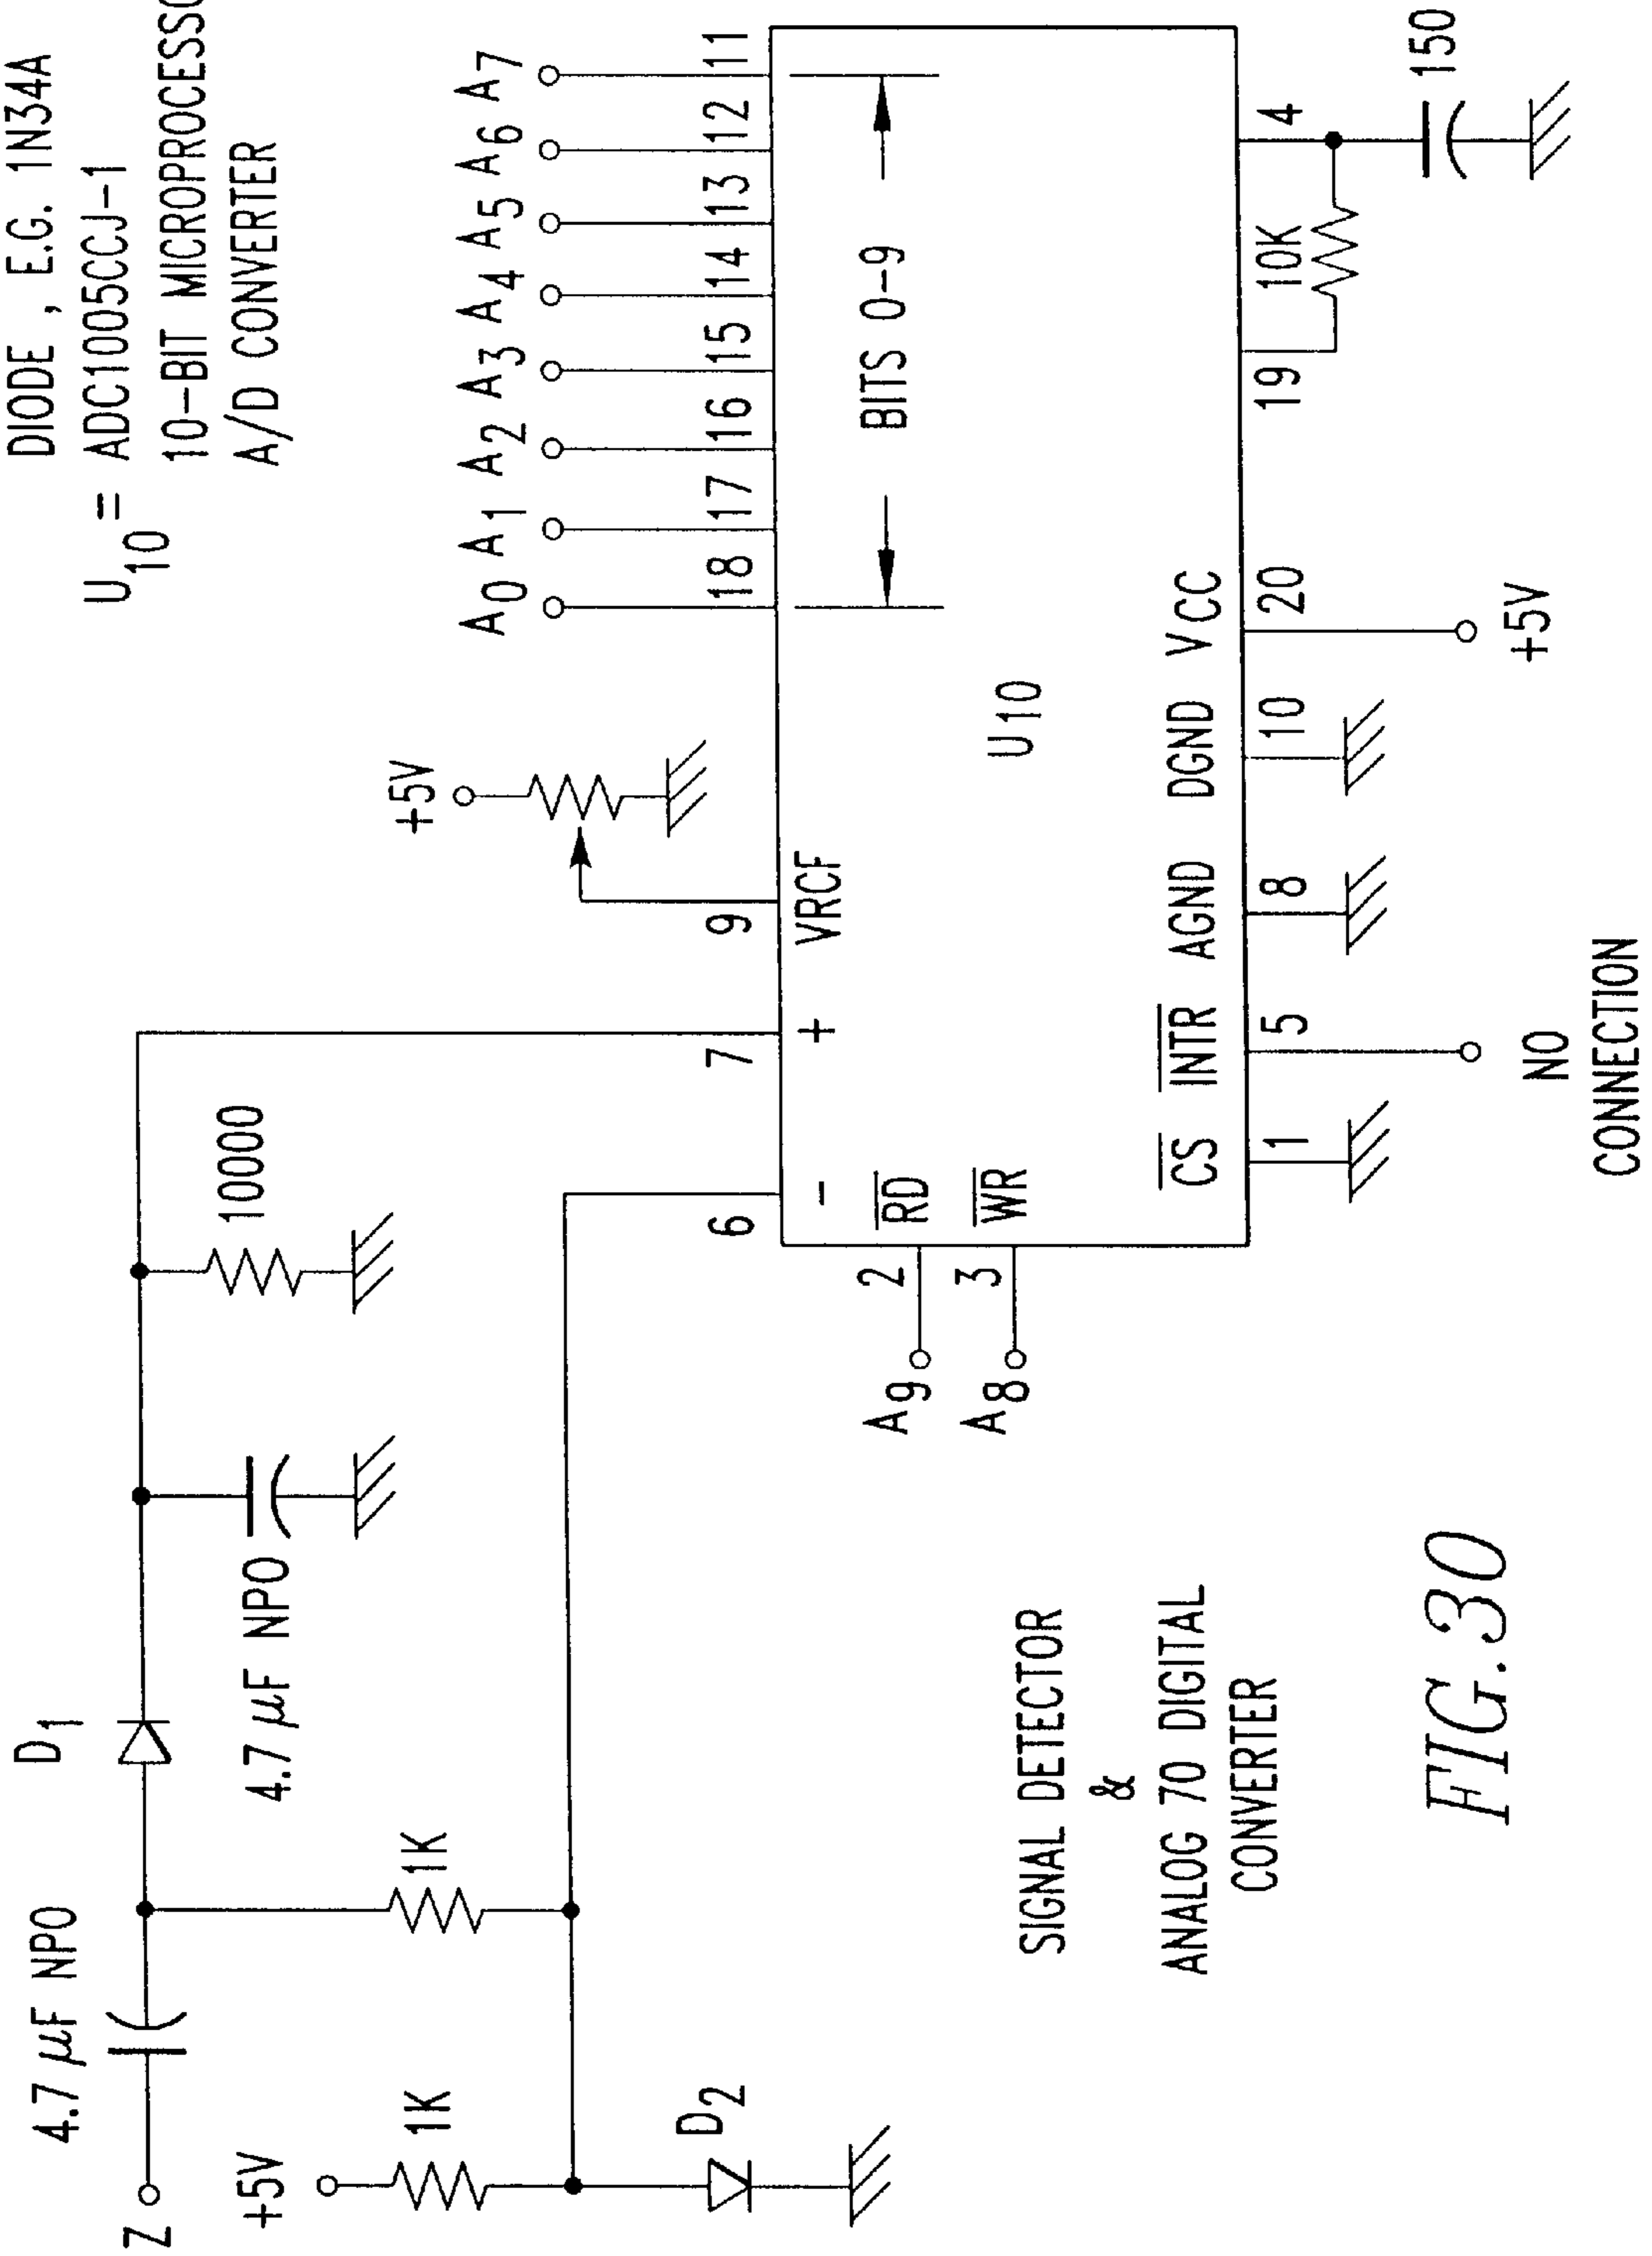 DIODE , E.G. 1N34A
U10 = ADC1005CCJ-1
10-BIT
A/D CONVERTER
4.7 μF NPO
D1
Z
+5V
1K
1K
4.7 μF NPO
10000
D2
+5V
A0 A1 A2 A3 A4 A5 A6 A7
6 7 9 18 17 16 15 14 13 12 11
- + VRCF
BITS 0-9
A9 2 RD
A8 3 WR
U10
CS INTR AGND DGND VCC
1 5 8 10 20 19 4
10K
150
+5V
NO
CONNECTION
SIGNAL DETECTOR
&
ANALOG 70 DIGITAL
CONVERTER
FIG.30